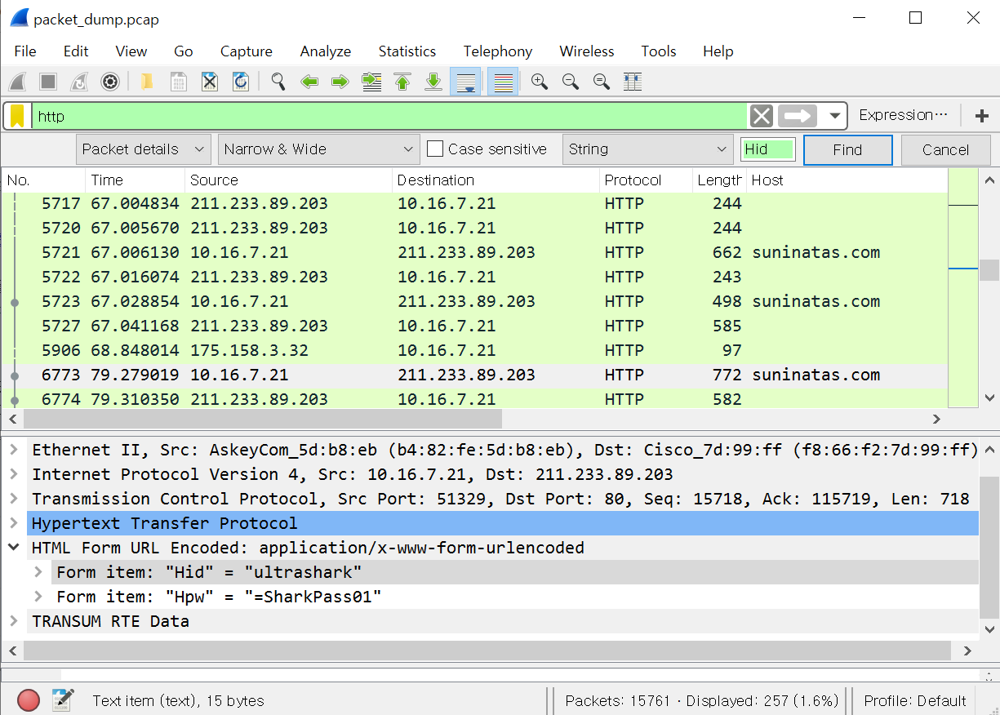 packet_dump.pcap
File Edit View Go Capture Analyze Statistics Telephony Wireless Tools Help
http Expression…
Packet details Narrow & Wide Case sensitive String Hid Find Cancel
No. Time Source Destination Protocol Length Host
5717 67.004834 211.233.89.203 10.16.7.21 HTTP 244
5720 67.005670 211.233.89.203 10.16.7.21 HTTP 244
5721 67.006130 10.16.7.21 211.233.89.203 HTTP 662 suninatas.com
5722 67.016074 211.233.89.203 10.16.7.21 HTTP 243
5723 67.028854 10.16.7.21 211.233.89.203 HTTP 498 suninatas.com
5727 67.041168 211.233.89.203 10.16.7.21 HTTP 585
5906 68.848014 175.158.3.32 10.16.7.21 HTTP 97
6773 79.279019 10.16.7.21 211.233.89.203 HTTP 772 suninatas.com
6774 79.310350 211.233.89.203 10.16.7.21 HTTP 582
Ethernet II, Src: AskeyCom_5d:b8:eb (b4:82:fe:5d:b8:eb), Dst: Cisco_7d:99:ff (f8:66:f2:7d:99:ff)
Internet Protocol Version 4, Src: 10.16.7.21, Dst: 211.233.89.203
Transmission Control Protocol, Src Port: 51329, Dst Port: 80, Seq: 15718, Ack: 115719, Len: 718
Hypertext Transfer Protocol
HTML Form URL Encoded: application/x-www-form-urlencoded
Form item: "Hid" = "ultrashark"
Form item: "Hpw" = "=SharkPass01"
TRANSUM RTE Data
Text item (text), 15 bytes Packets: 15761 · Displayed: 257 (1.6%) Profile: Default